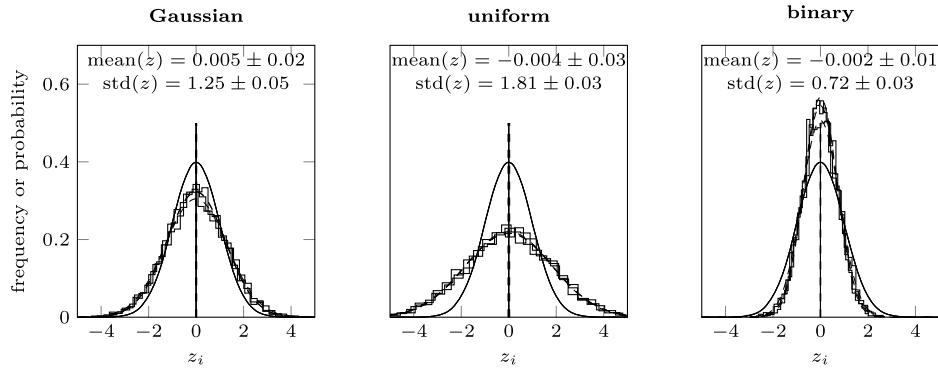 Gaussian
uniform
binary
mean(z) = 0.005 ± 0.02
std(z) = 1.25 ± 0.05
mean(z) = −0.004 ± 0.03
std(z) = 1.81 ± 0.03
mean(z) = −0.002 ± 0.01
std(z) = 0.72 ± 0.03
frequency or probability
0.6
0.4
0.2
0
−4 −2 0 2 4
−4 −2 0 2 4
−4 −2 0 2 4
z_i
z_i
z_i